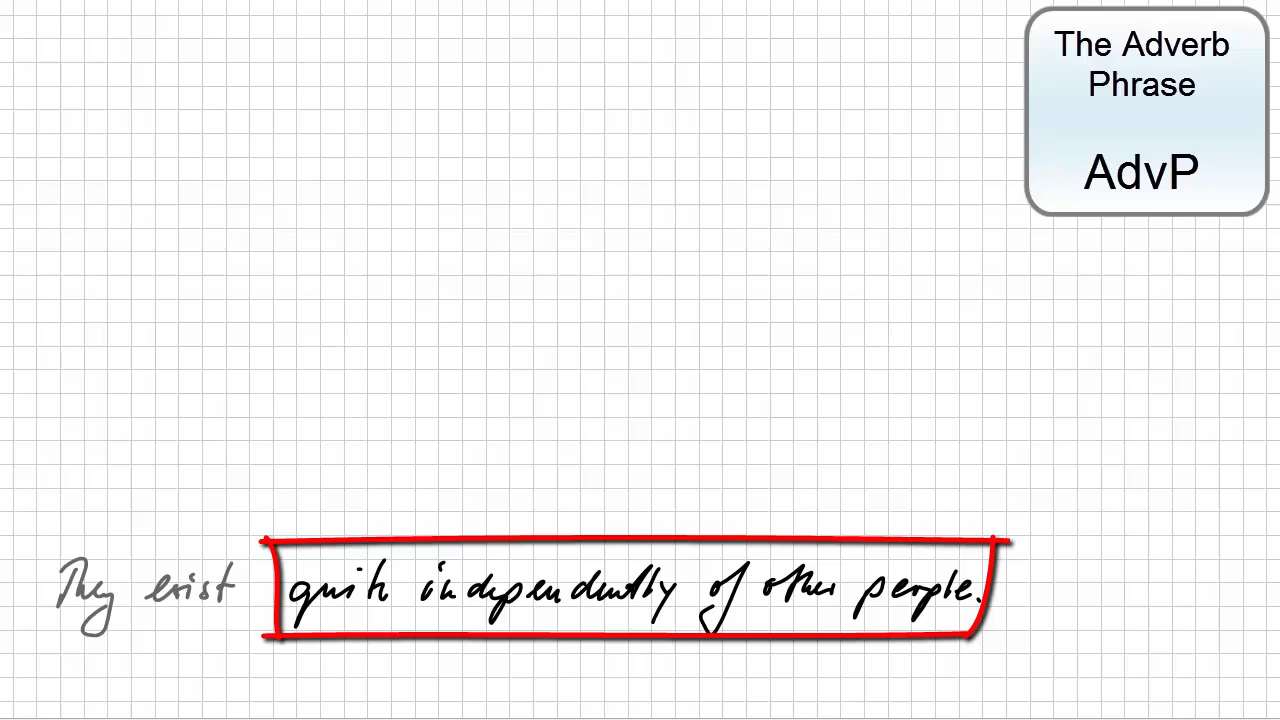 The Adverb
Phrase
AdvP
They exist quite independently of other people.